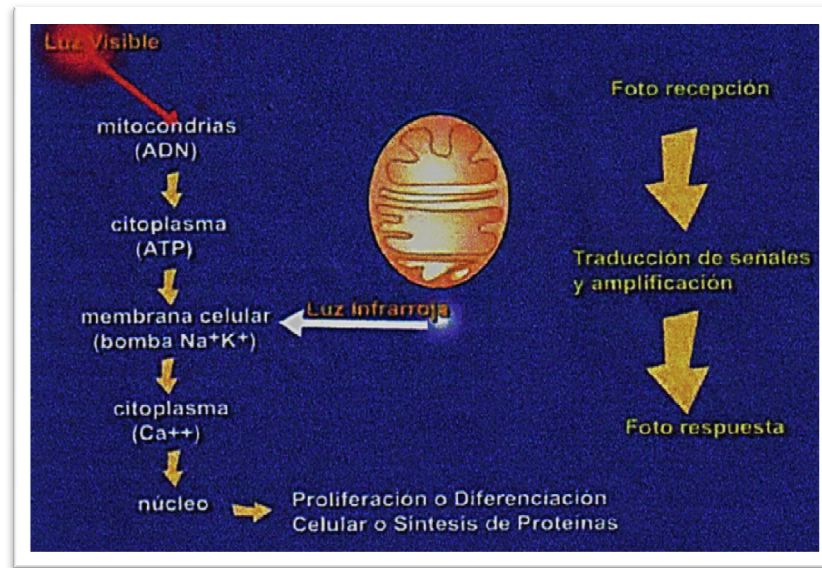 Luz Visible
mitocondrias
(ADN)
citoplasma
(ATP)
membrana celular
(bomba Na⁺K⁺)
citoplasma
(Ca++)
núcleo
Proliferación o Diferenciación
Celular o Síntesis de Proteínas
Luz Infrarroja
Foto recepción
Traducción de señales
y amplificación
Foto respuesta